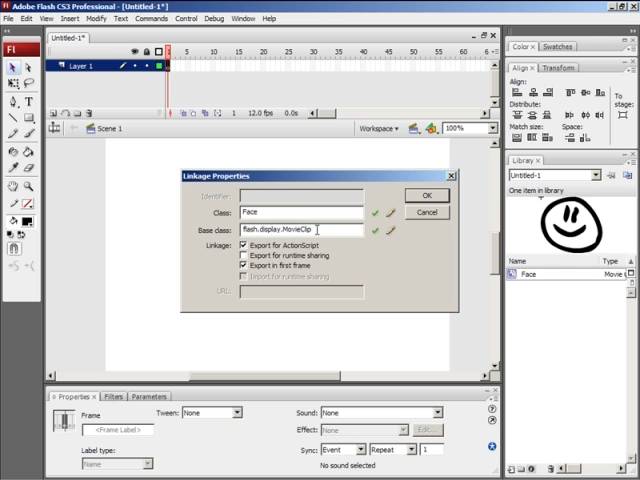 Adobe Flash CS3 Professional - [Untitled-1*]
File Edit View Insert Modify Text Commands Control Debug Window Help
Untitled-1*
1 5 10 15 20 25 30 35 40 45 50 55 60 6
Layer 1
1 12.0 fps 0.0s
Scene 1 Workspace 100%
Fl
Linkage Properties
Identifier:
Class: Face
Base class: flash.display.MovieClip
Linkage: Export for ActionScript
Export for runtime sharing
Export in first frame
Import for runtime sharing
URL:
OK
Cancel
Color Swatches
Align Transform
Align:
Distribute:
Match size: Space:
To stage:
Library
Untitled-1
One item in library
Name Type
Face Movie
Properties Filters Parameters
Frame
<Frame Label>
Label type:
Name
Tween: None
Sound: None
Effect: None Edit...
Sync: Event Repeat 1
No sound selected